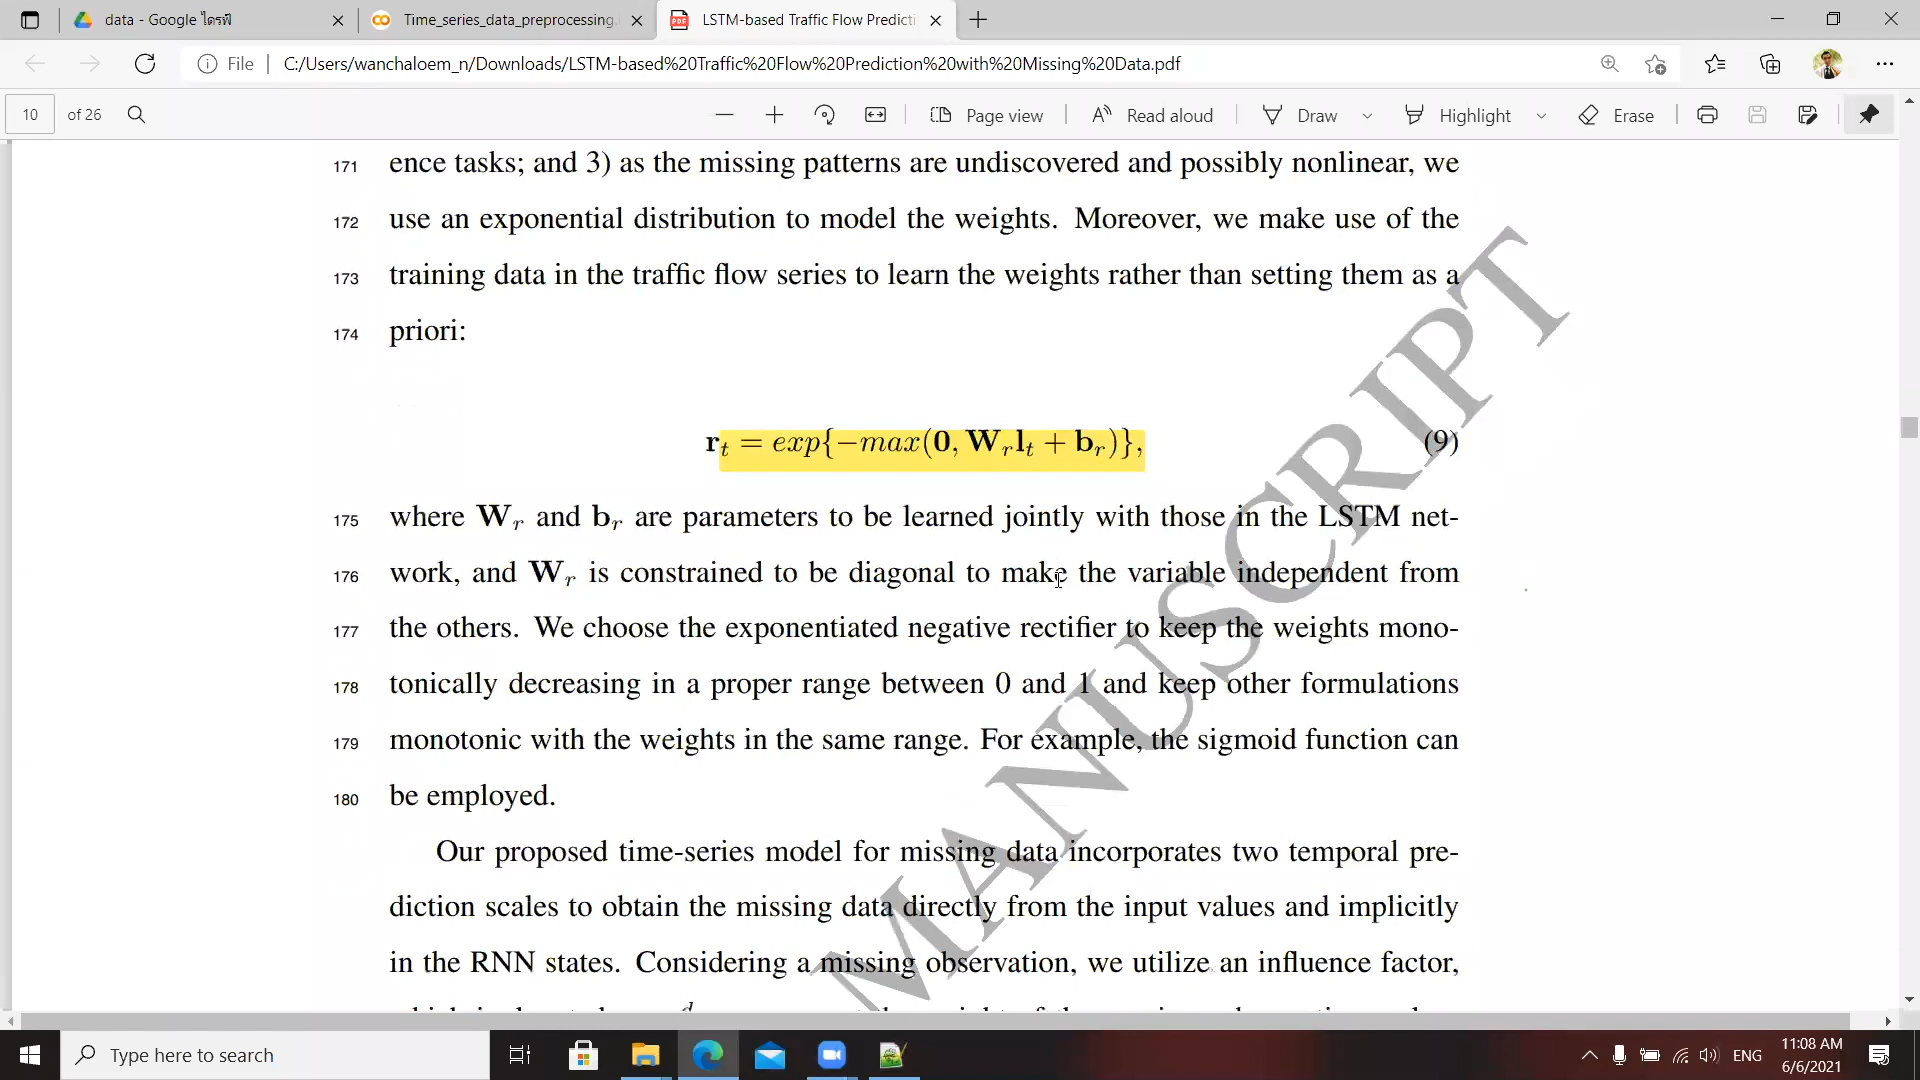 data - Google ไดรฟ์
Time_series_data_preprocessing.
LSTM-based Traffic Flow Predicti
File
C:/Users/wanchaloem_n/Downloads/LSTM-based%20Traffic%20Flow%20Prediction%20with%20Missing%20Data.pdf
10 of 26
Page view
Read aloud
Draw
Highlight
Erase
171 ence tasks; and 3) as the missing patterns are undiscovered and possibly nonlinear, we
172 use an exponential distribution to model the weights. Moreover, we make use of the
173 training data in the traffic flow series to learn the weights rather than setting them as a
174 priori:
r_t = exp{−max(0, W_r l_t + b_r)}, (9)
175 where W_r and b_r are parameters to be learned jointly with those in the LSTM net-
176 work, and W_r is constrained to be diagonal to make the variable independent from
177 the others. We choose the exponentiated negative rectifier to keep the weights mono-
178 tonically decreasing in a proper range between 0 and 1 and keep other formulations
179 monotonic with the weights in the same range. For example, the sigmoid function can
180 be employed.
Our proposed time-series model for missing data incorporates two temporal pre-
diction scales to obtain the missing data directly from the input values and implicitly
in the RNN states. Considering a missing observation, we utilize an influence factor,
MANUSCRIPT
Type here to search
ENG
11:08 AM
6/6/2021